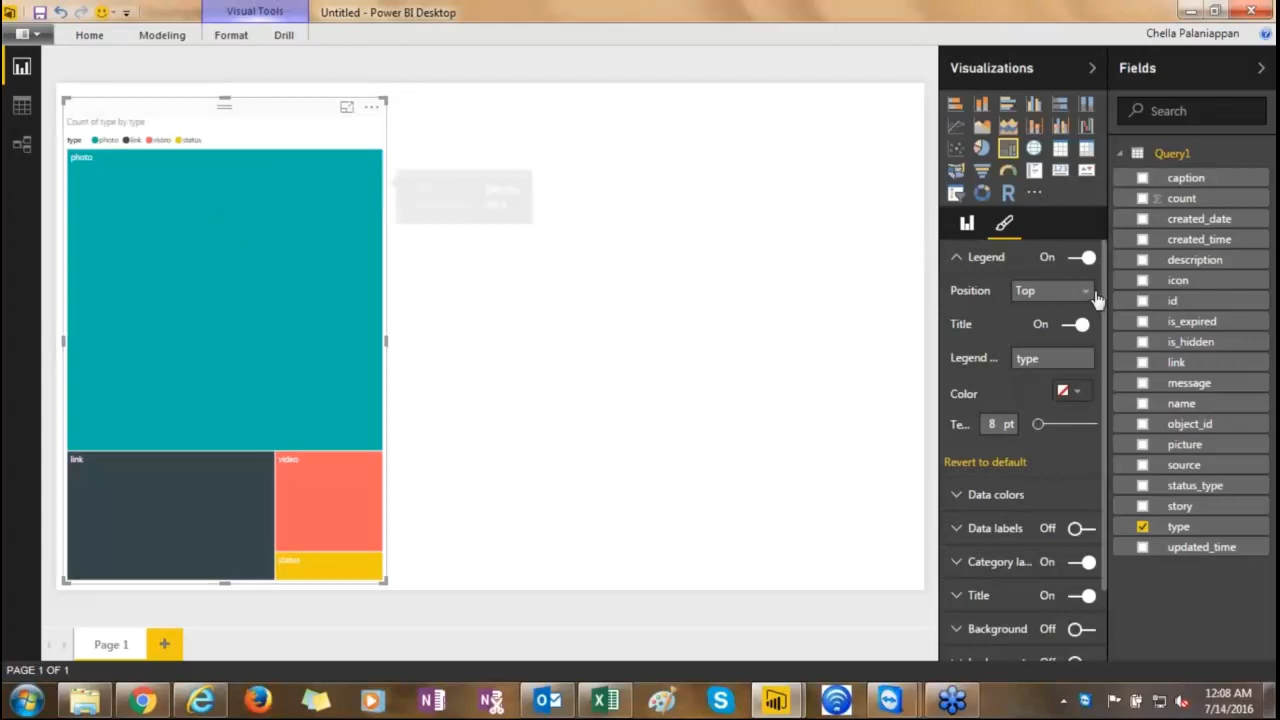 Visual Tools
Untitled - Power BI Desktop
Home
Modeling
Format
Drill
Chella Palaniappan
Count of type by type
type
photo
link
video
status
photo
link
video
status
Page 1
PAGE 1 OF 1
Visualizations
R
Legend
On
Position
Top
Title
On
Legend ...
type
Color
Te...
8 pt
Revert to default
Data colors
Data labels
Off
Category la...
On
Title
On
Background
Off
Fields
Search
Query1
caption
Σ count
created_date
created_time
description
icon
id
is_expired
is_hidden
link
message
name
object_id
picture
source
status_type
story
type
updated_time
12:08 AM
7/14/2016